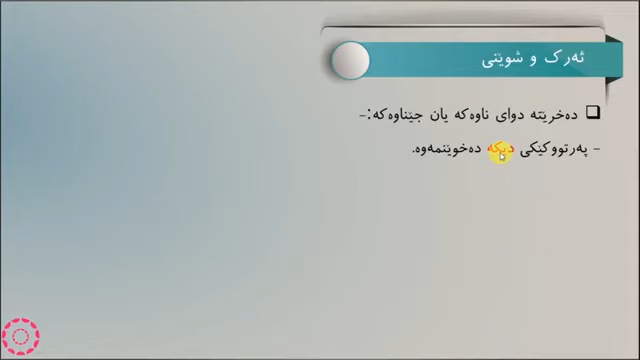 ئەرک و شوێنی
دەخرێتە دوای ناوەکە یان جێناوەکە:-
- پەرتووکێکی دیکە دەخوێنمەوە.